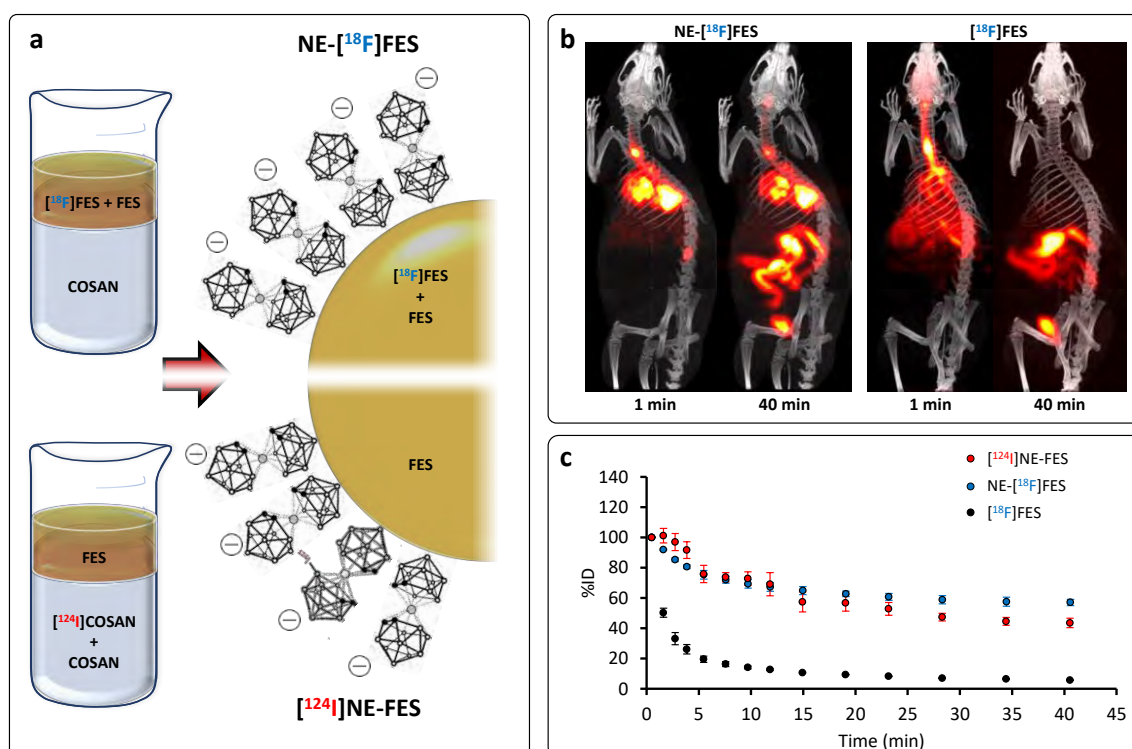 a
NE-[18F]FES
[18F]FES + FES
COSAN
[18F]FES
+
FES
FES
[124I]COSAN
+
COSAN
FES
124I
[124I]NE-FES
b
NE-[18F]FES
[18F]FES
1 min
40 min
1 min
40 min
c
[124I]NE-FES
NE-[18F]FES
[18F]FES
%ID
140
120
100
80
60
40
20
0
0
5
10
15
20
25
30
35
40
45
Time (min)